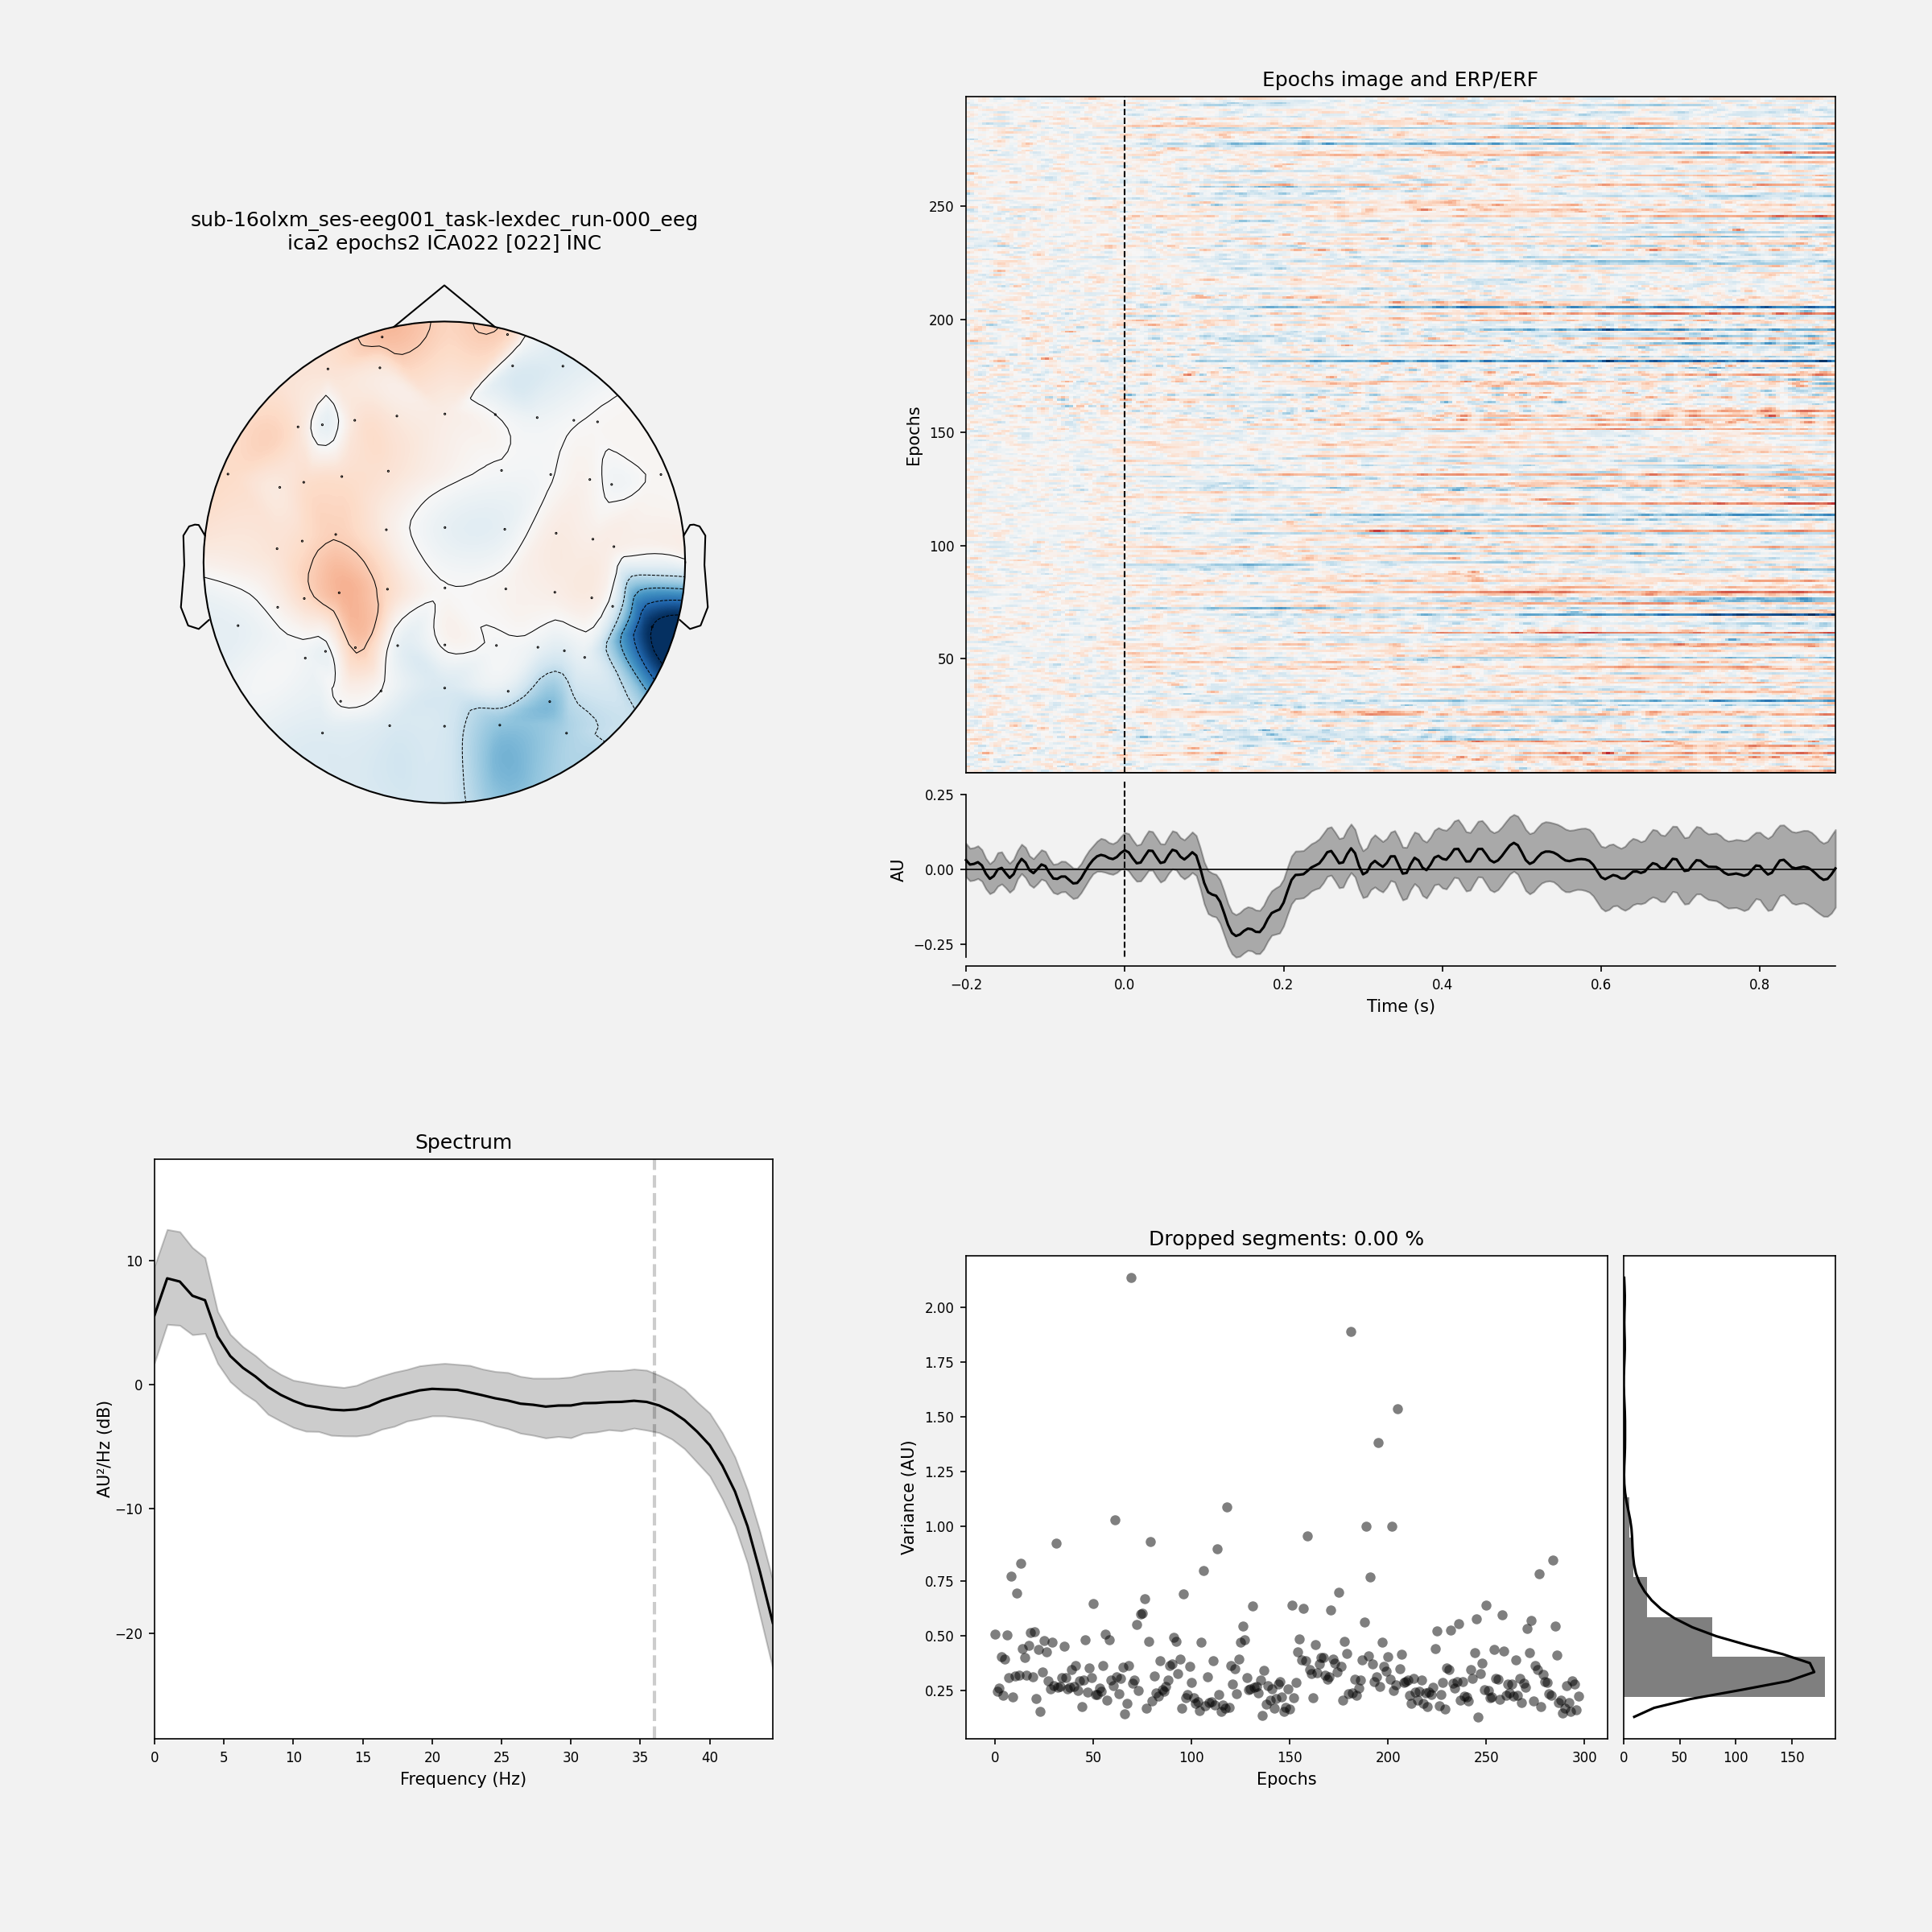 sub-16olxm_ses-eeg001_task-lexdec_run-000_eeg
ica2 epochs2 ICA022 [022] INC
Epochs image and ERP/ERF
Epochs
250
200
150
100
50
AU
0.25
0.00
−0.25
−0.2 0.0 0.2 0.4 0.6 0.8
Time (s)
Spectrum
AU²/Hz (dB)
10
0
−10
−20
0 5 10 15 20 25 30 35 40
Frequency (Hz)
Dropped segments: 0.00 %
Variance (AU)
2.00
1.75
1.50
1.25
1.00
0.75
0.50
0.25
0 50 100 150 200 250 300
Epochs
0 50 100 150